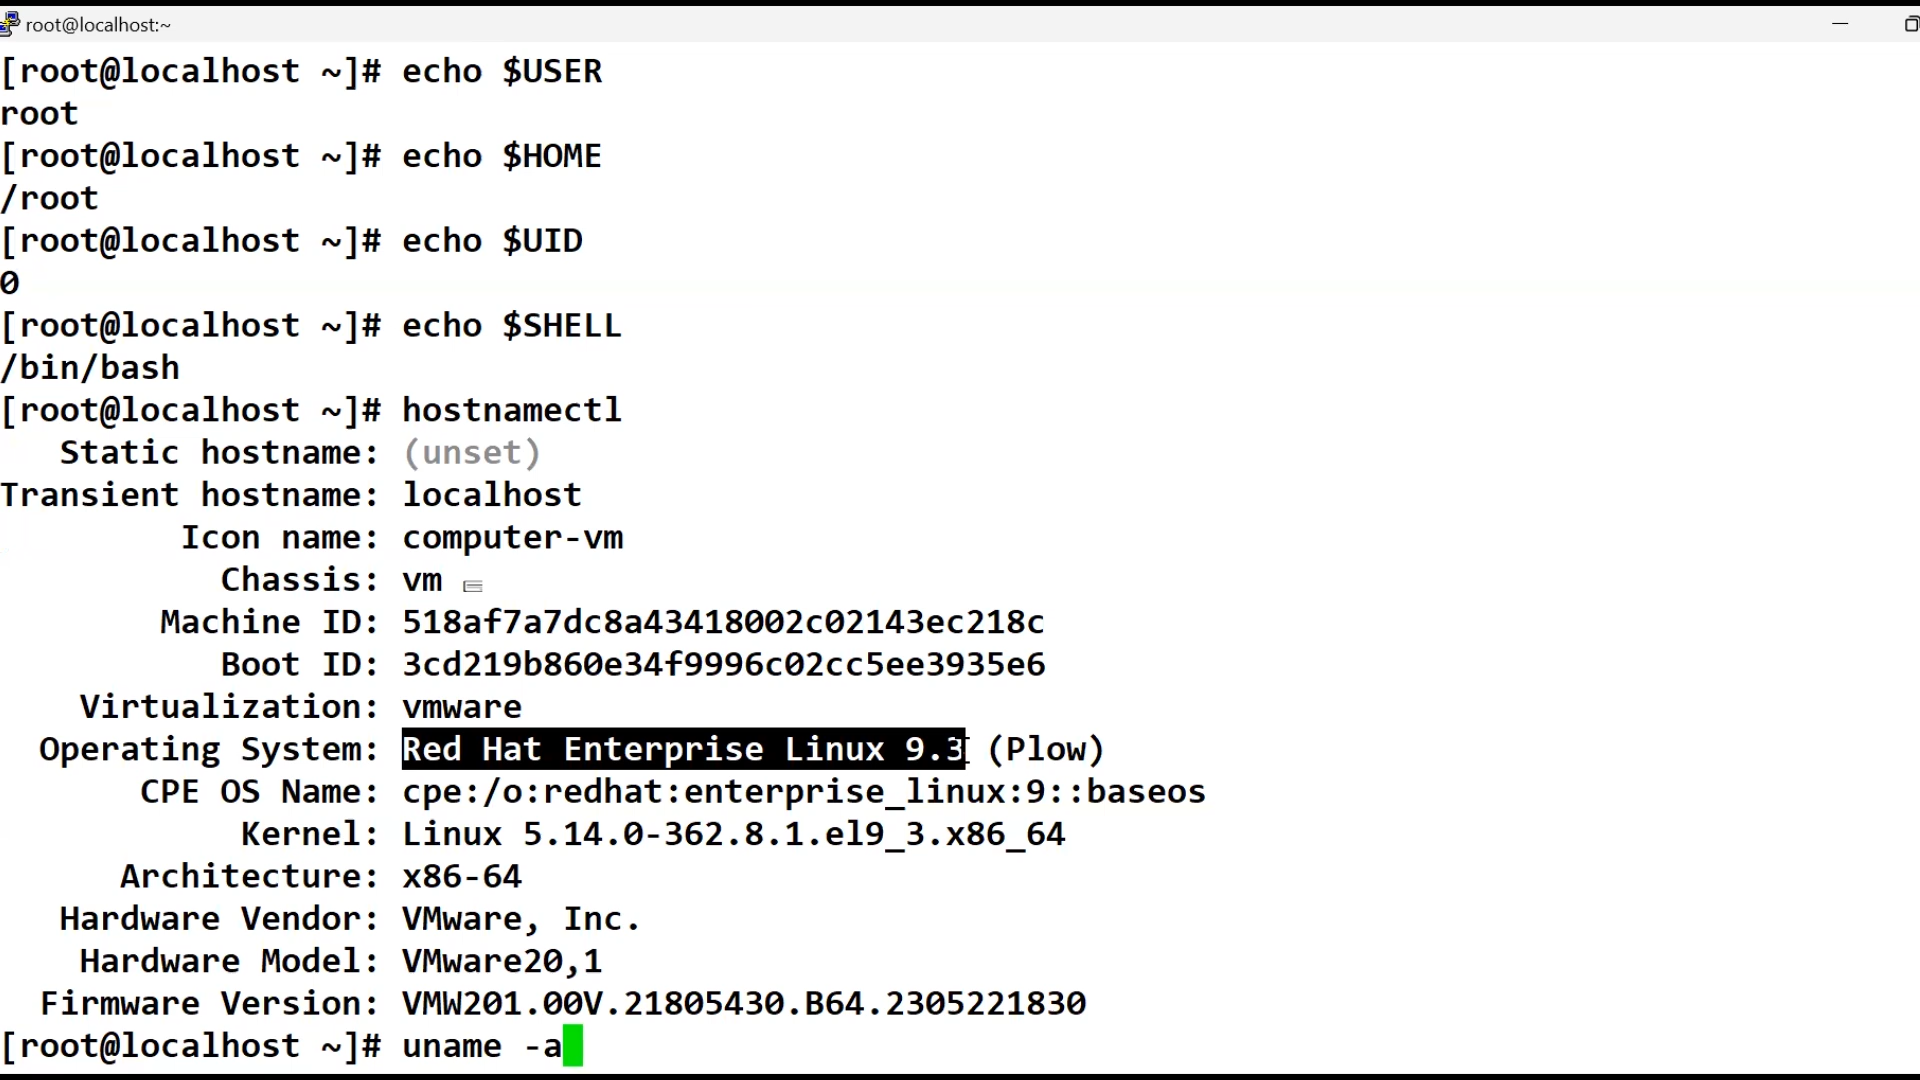 root@localhost:~
[root@localhost ~]# echo $USER
root
[root@localhost ~]# echo $HOME
/root
[root@localhost ~]# echo $UID
0
[root@localhost ~]# echo $SHELL
/bin/bash
[root@localhost ~]# hostnamectl
Static hostname: (unset)
Transient hostname: localhost
Icon name: computer-vm
Chassis: vm
Machine ID: 518af7a7dc8a43418002c02143ec218c
Boot ID: 3cd219b860e34f9996c02cc5ee3935e6
Virtualization: vmware
Operating System: Red Hat Enterprise Linux 9.3 (Plow)
CPE OS Name: cpe:/o:redhat:enterprise_linux:9::baseos
Kernel: Linux 5.14.0-362.8.1.el9_3.x86_64
Architecture: x86-64
Hardware Vendor: VMware, Inc.
Hardware Model: VMware20,1
Firmware Version: VMW201.00V.21805430.B64.2305221830
[root@localhost ~]# uname -a